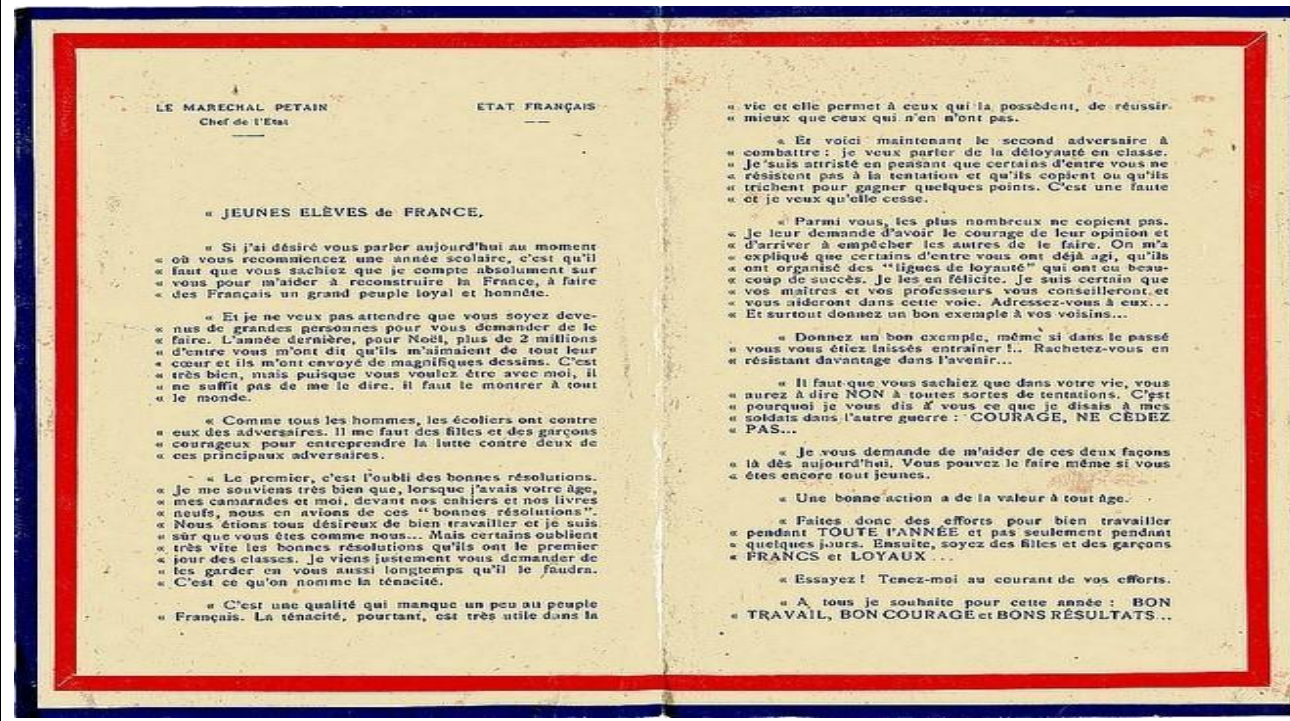 LE MARECHAL PETAIN
Chef de l'Etat
ETAT FRANÇAIS
« JEUNES ELÈVES de FRANCE,
« Si j'ai désiré vous parler aujourd'hui au moment
« où vous recommencez une année scolaire, c'est qu'il
« faut que vous sachiez que je compte absolument sur
« vous pour m'aider à reconstruire la France, à faire
« des Français un grand peuple loyal et honnête.
« Et je ne veux pas attendre que vous soyez deve-
« nus de grandes personnes pour vous demander de le
« faire. L'année dernière, pour Noël, plus de 2 millions
« d'entre vous m'ont dit qu'ils m'aimaient de tout leur
« cœur et ils m'ont envoyé de magnifiques dessins. C'est
« très bien, mais puisque vous voulez être avec moi, il
« ne suffit pas de me le dire, il faut le montrer à tout
« le monde.
« Comme tous les hommes, les écoliers ont contre
« eux des adversaires. Il me faut des filles et des garçons
« courageux pour entreprendre la lutte contre deux de
« ces principaux adversaires.
« Le premier, c'est l'oubli des bonnes résolutions.
« Je me souviens très bien que, lorsque j'avais votre âge,
« mes camarades et moi, devant nos cahiers et nos livres
« neufs, nous en avions de ces "bonnes résolutions".
« Nous étions tous désireux de bien travailler et je suis
« sûr que vous êtes comme nous... Mais certains oublient
« très vite les bonnes résolutions qu'ils ont le premier
« jour des classes. Je viens justement vous demander de
« les garder en vous aussi longtemps qu'il le faudra.
« C'est ce qu'on nomme la ténacité.
« C'est une qualité qui manque un peu au peuple
« Français. La ténacité, pourtant, est très utile dans la
« vie et elle permet à ceux qui la possèdent, de réussir
« mieux que ceux qui n'en n'ont pas.
« Et voici maintenant le second adversaire à
« combattre : je veux parler de la déloyauté en classe.
« Je suis attristé en pensant que certains d'entre vous ne
« résistent pas à la tentation et qu'ils copient ou qu'ils
« trichent pour gagner quelques points. C'est une faute
« et je veux qu'elle cesse.
« Parmi vous, les plus nombreux ne copient pas.
« Je leur demande d'avoir le courage de leur opinion et
« d'arriver à empêcher les autres de le faire. On m'a
« expliqué que certains d'entre vous ont déjà agi, qu'ils
« ont organisé des "ligues de loyauté" qui ont eu beau-
« coup de succès. Je les en félicite. Je suis certain que
« vos maitres et vos professeurs vous conseilleront et
« vous aideront dans cette voie. Adressez-vous à eux...
« Et surtout donnez un bon exemple à vos voisins...
« Donnez un bon exemple, même si dans le passé
« vous vous étiez laissés entraîner !.. Rachetez-vous en
« résistant davantage dans l'avenir...
« Il faut que vous sachiez que dans votre vie, vous
« aurez à dire NON à toutes sortes de tentations. C'est
« pourquoi je vous dis à vous ce que je disais à mes
« soldats dans l'autre guerre : COURAGE, NE CÈDEZ
« PAS...
« Je vous demande de m'aider de ces deux façons
« là dès aujourd'hui. Vous pouvez le faire même si vous
« êtes encore tout jeunes.
« Une bonne action a de la valeur à tout âge.
« Faites donc des efforts pour bien travailler
« pendant TOUTE l'ANNÉE et pas seulement pendant
« quelques jours. Ensuite, soyez des filles et des garçons
« FRANCS et LOYAUX ...
« Essayez ! Tenez-moi au courant de vos efforts.
« A tous je souhaite pour cette année : BON
« TRAVAIL, BON COURAGE et BONS RÉSULTATS...